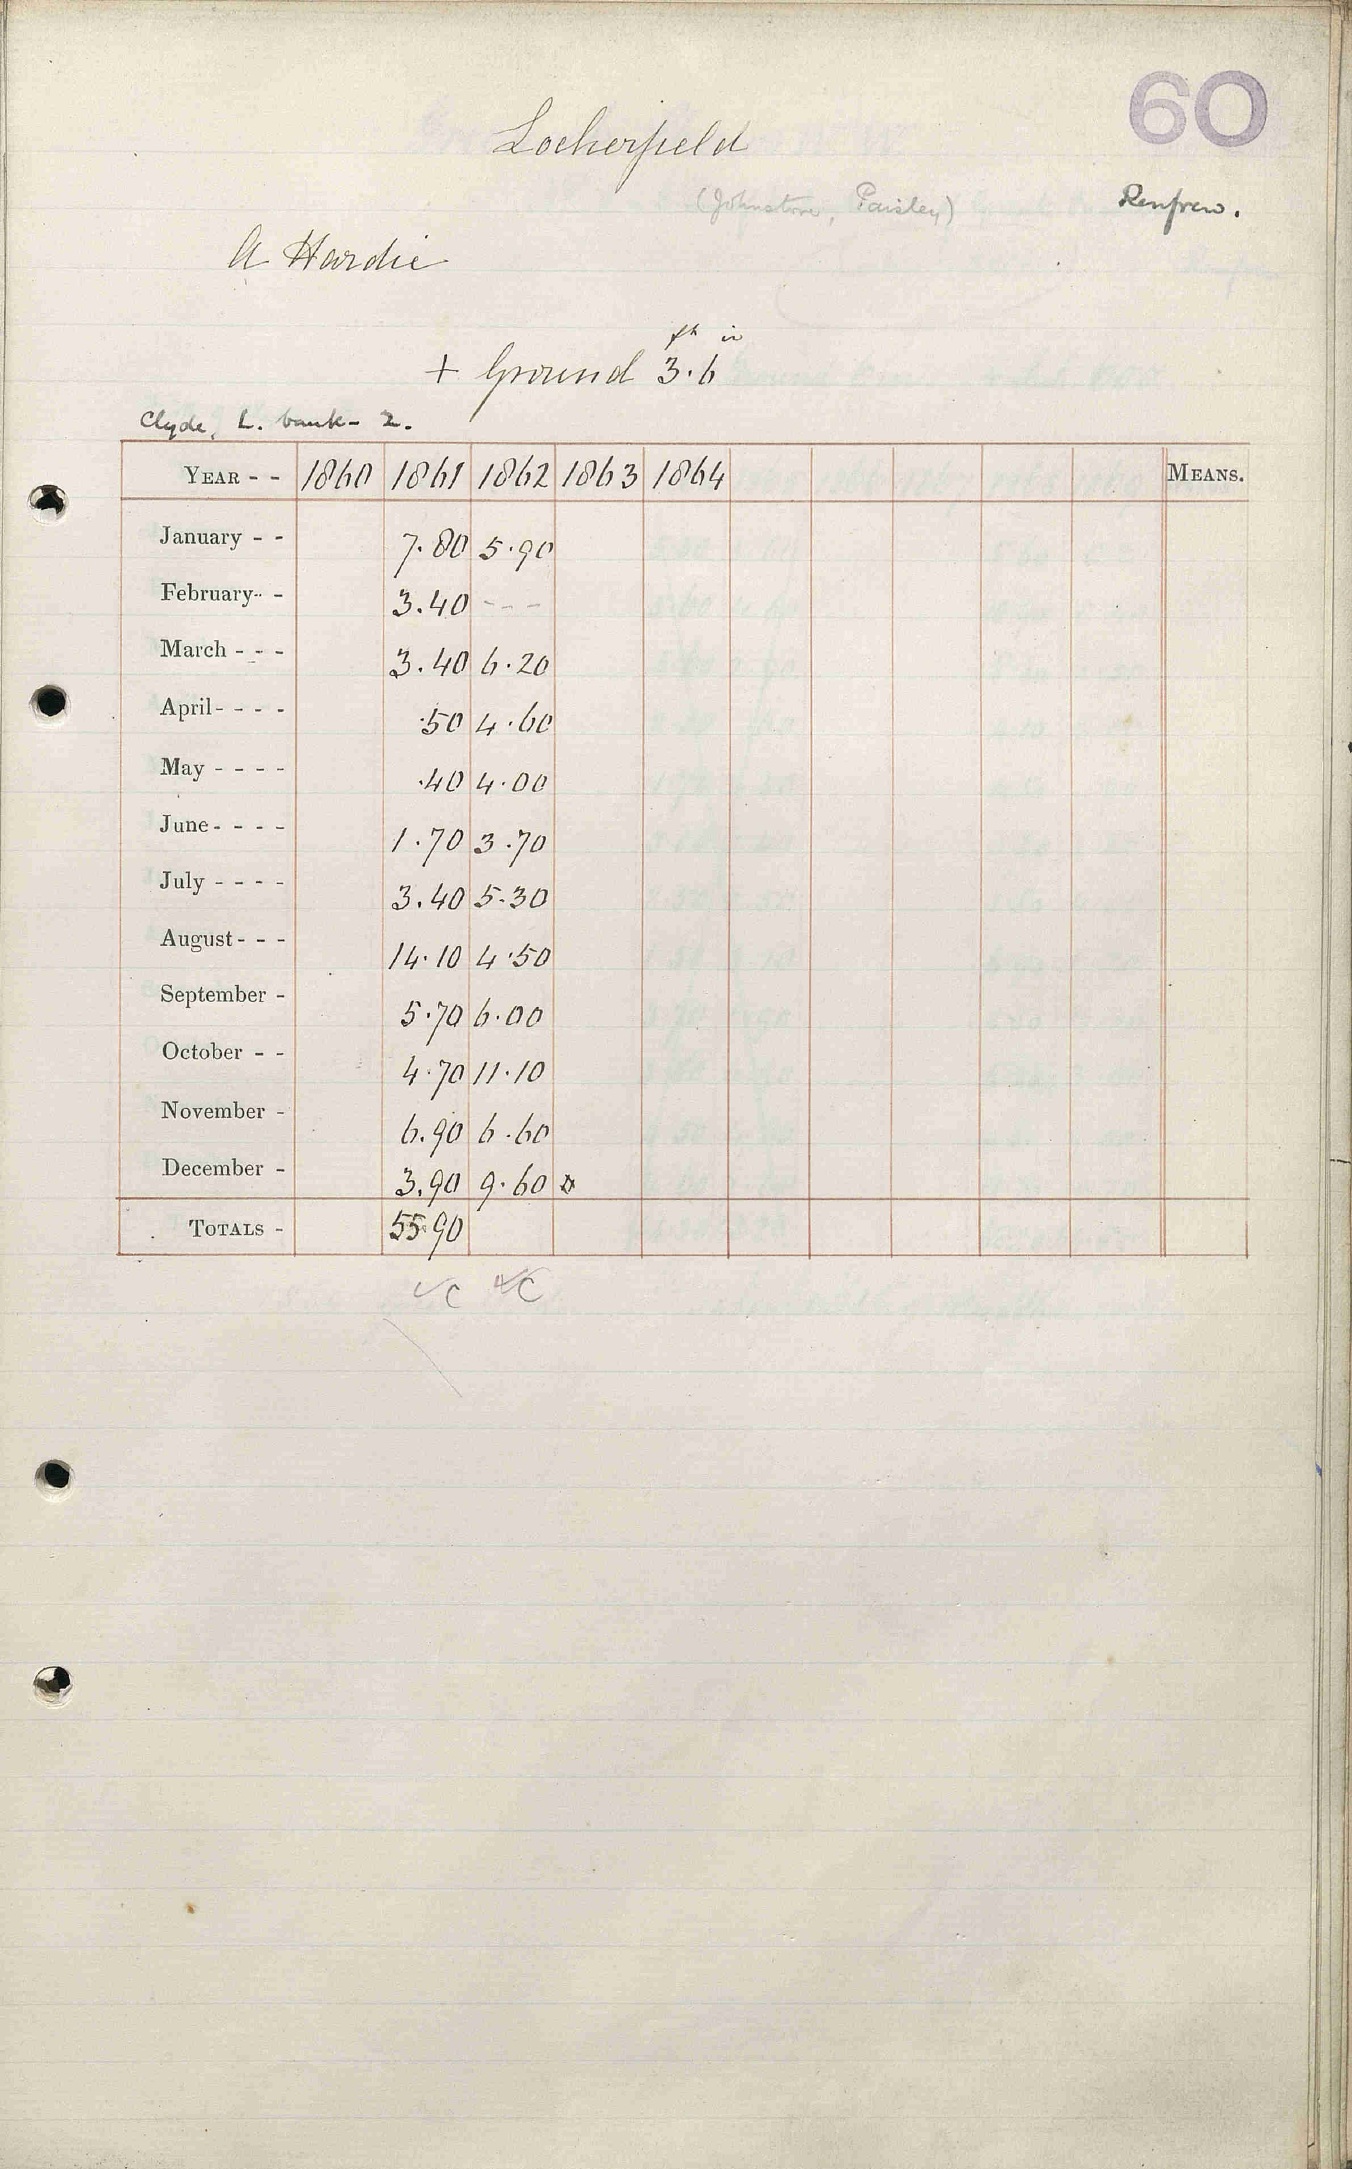 60
Locherfield
(Johnstone, Paisley) Renfrew.
A Hardie
ft in
+ Ground 3.6
Clyde, L. bank - 2.
YEAR - - 1860 1861 1862 1863 1864 MEANS.
January - - 7.80 5.90
February - - 3.40 - - -
March - - - 3.40 6.20
April - - - - .50 4.60
May - - - - .40 4.00
June - - - - 1.70 3.70
July - - - - 3.40 5.30
August - - - 14.10 4.50
September - 5.70 6.00
October - - 4.70 11.10
November - 6.90 6.60
December - 3.90 9.60
TOTALS - 55.90